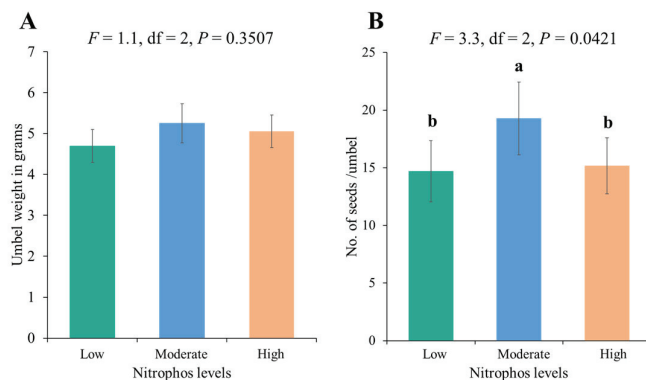 A
F = 1.1, df = 2, P = 0.3507
7
6
5
4
3
2
1
0
Umbel weight in grams
Low Moderate High
Nitrophos levels
B
F = 3.3, df = 2, P = 0.0421
25
20
15
10
5
0
No. of seeds /umbel
b a b
Low Moderate High
Nitrophos levels